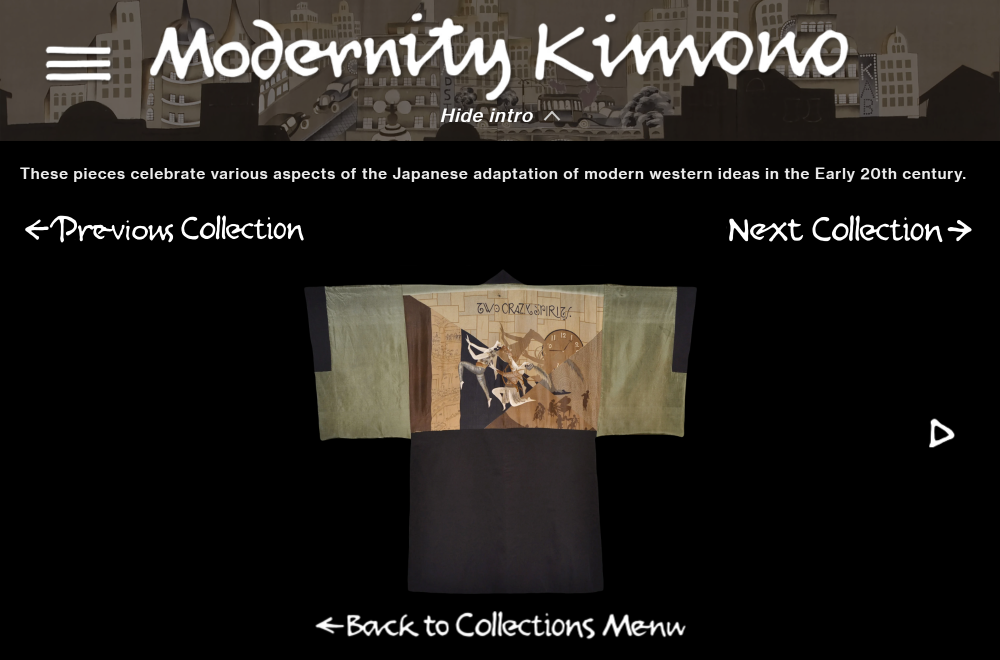 Modernity Kimono
Hide intro
These pieces celebrate various aspects of the Japanese adaptation of modern western ideas in the Early 20th century.
Previous Collection
Next Collection
TWO CRAZY SPIRITS.
Back to Collections Menu